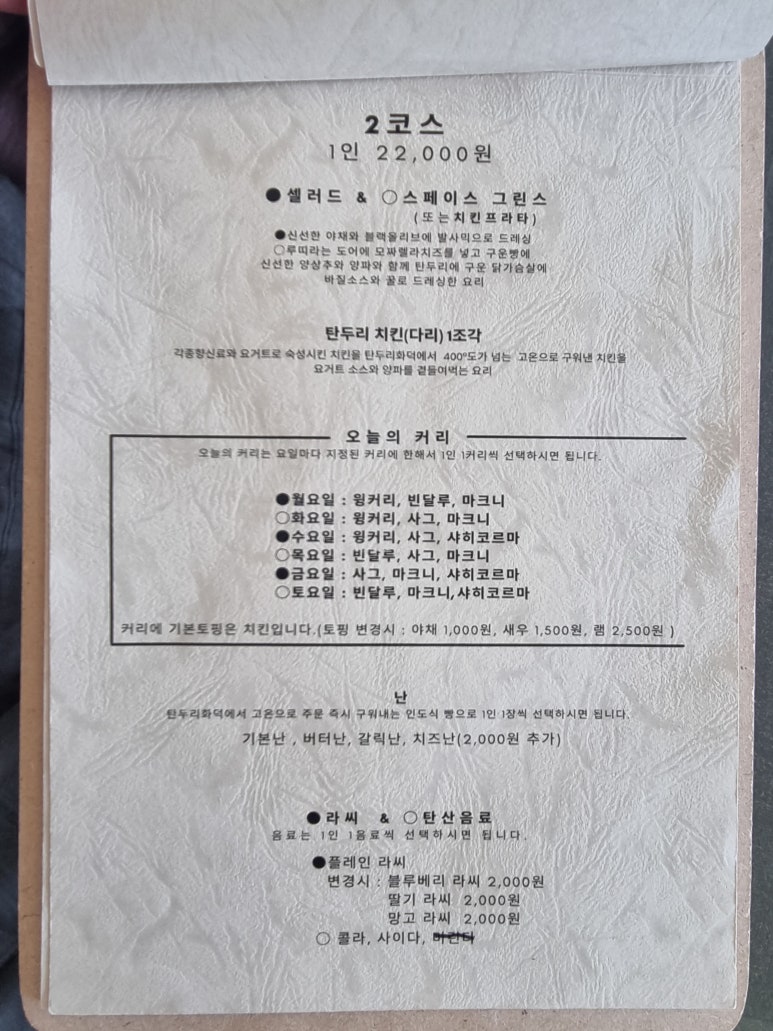 2코스
1인 22,000원
●셀러드 & ○스페이스 그린스
(또는치킨프라타)
●신선한 야채와 블랙올리브에 발사믹으로 드레싱
○루띠라는 도어에 모짜렐라치즈를 넣고 구운빵에
신선한 양상추와 양파와 함께 탄두리에 구운 닭가슴살에
바질소스와 꿀로 드레싱한 요리
탄두리 치킨(다리) 1조각
각종향신료와 요거트로 숙성시킨 치킨을 탄두리화덕에서 400°도가 넘는 고온으로 구워낸 치킨을
요거트 소스와 양파를 곁들여먹는 요리
오늘의 커리
오늘의 커리는 요일마다 지정된 커리에 한해서 1인 1커리씩 선택하시면 됩니다.
●월요일 : 윙커리, 빈달루, 마크니
○화요일 : 윙커리, 사그, 마크니
●수요일 : 윙커리, 사그, 샤히코르마
○목요일 : 빈달루, 사그, 마크니
●금요일 : 사그, 마크니, 샤히코르마
○토요일 : 빈달루, 마크니,샤히코르마
커리에 기본토핑은 치킨입니다.(토핑 변경시 : 야채 1,000원, 새우 1,500원, 램 2,500원 )
난
탄두리화덕에서 고온으로 주문 즉시 구워내는 인도식 빵으로 1인 1장씩 선택하시면 됩니다.
기본난 , 버터난, 갈릭난, 치즈난(2,000원 추가)
●라씨 & ○탄산음료
음료는 1인 1음료씩 선택하시면 됩니다.
●플레인 라씨
변경시 : 블루베리 라씨 2,000원
딸기 라씨 2,000원
망고 라씨 2,000원
○ 콜라, 사이다,